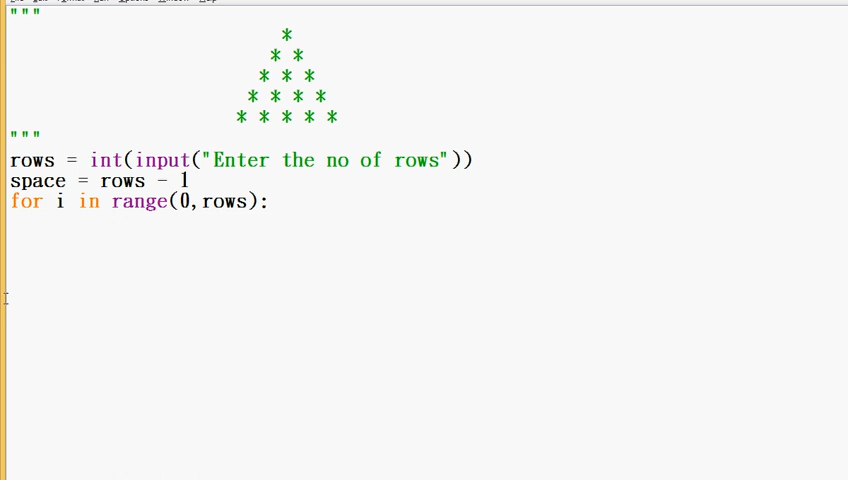 """
*
* *
* * *
* * * *
* * * * *
"""
rows = int(input("Enter the no of rows"))
space = rows - 1
for i in range(0,rows):